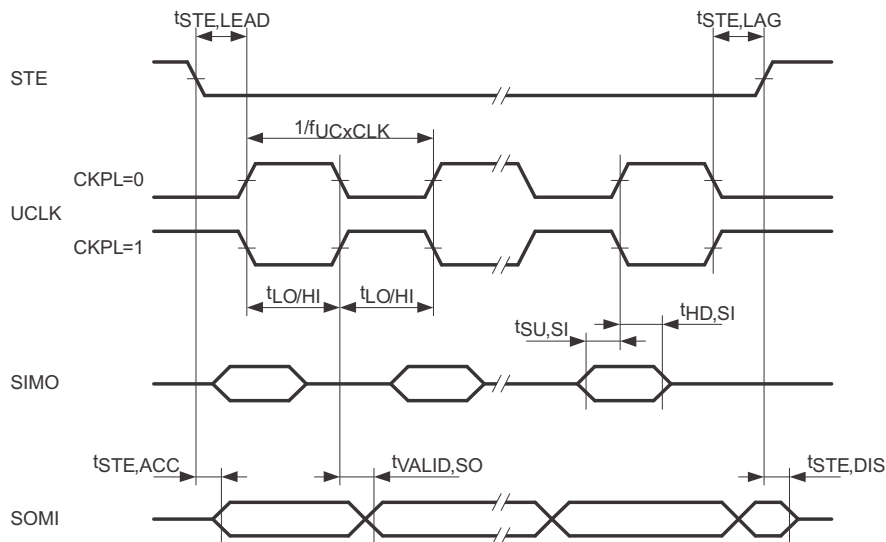 tSTE,LEAD
tSTE,LAG
STE
1/fUCxCLK
CKPL=0
UCLK
CKPL=1
tLO/HI
tLO/HI
tSU,SI
tHD,SI
SIMO
tSTE,ACC
tVALID,SO
tSTE,DIS
SOMI